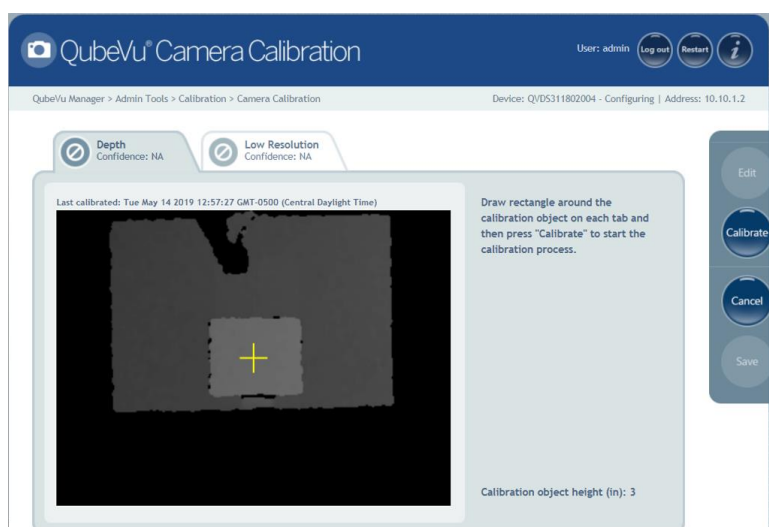 QubeVu® Camera Calibration
User: admin
Log out
Restart
i
QubeVu Manager > Admin Tools > Calibration > Camera Calibration
Device: QVDS311802004 - Configuring | Address: 10.10.1.2
Depth
Confidence: NA
Low Resolution
Confidence: NA
Edit
Calibrate
Cancel
Save
Last calibrated: Tue May 14 2019 12:57:27 GMT-0500 (Central Daylight Time)
Draw rectangle around the
calibration object on each tab and
then press "Calibrate" to start the
calibration process.
Calibration object height (in): 3